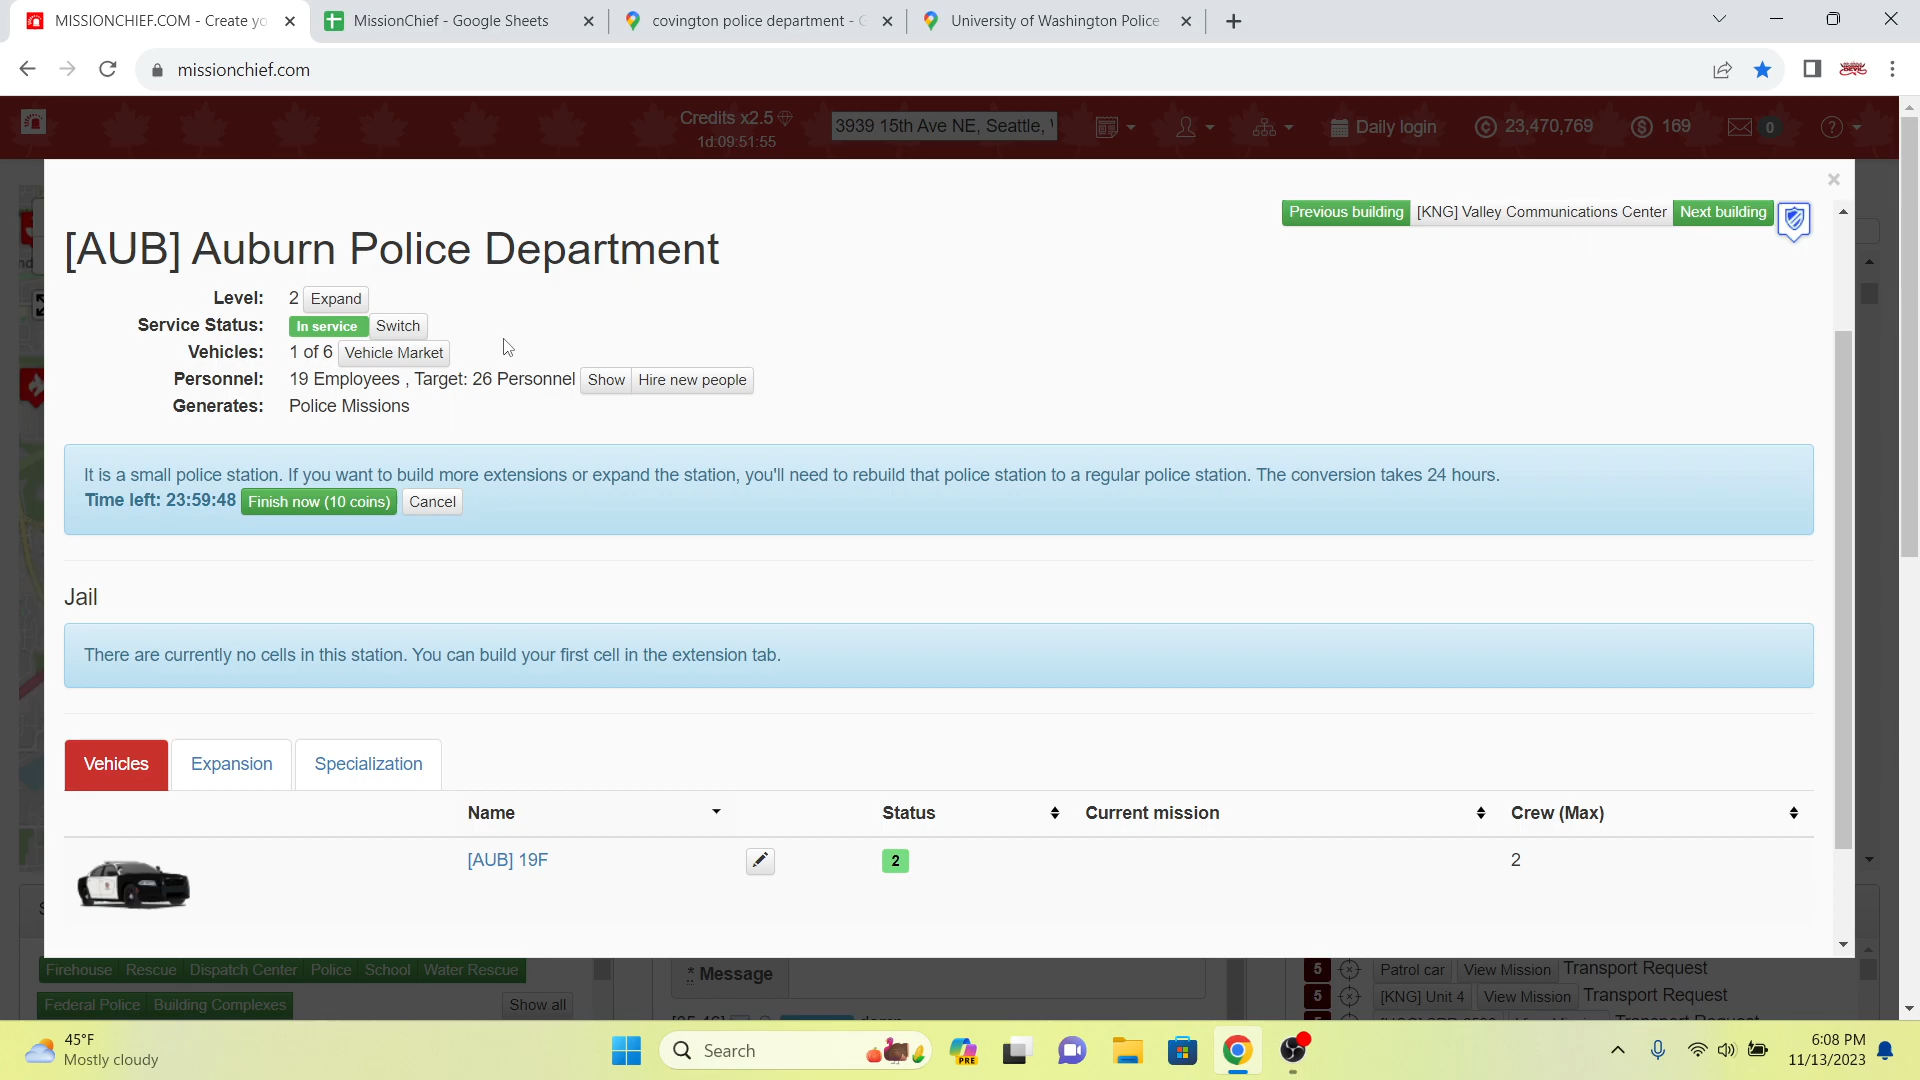 MISSIONCHIEF.COM - Create yo
MissionChief - Google Sheets
covington police department - G
University of Washington Police
missionchief.com
Credits x2.5
1d:09:51:55
3939 15th Ave NE, Seattle,
Daily login
23,470,769
169
0
[AUB] Auburn Police Department
Previous building [KNG] Valley Communications Center Next building
Level: 2 Expand
Service Status: In service Switch
Vehicles: 1 of 6 Vehicle Market
Personnel: 19 Employees , Target: 26 Personnel Show Hire new people
Generates: Police Missions
It is a small police station. If you want to build more extensions or expand the station, you'll need to rebuild that police station to a regular police station. The conversion takes 24 hours.
Time left: 23:59:48 Finish now (10 coins) Cancel
Jail
There are currently no cells in this station. You can build your first cell in the extension tab.
Vehicles Expansion Specialization
Name Status Current mission Crew (Max)
[AUB] 19F 2 2
Firehouse Rescue Dispatch Center Police School Water Rescue
Federal Police Building Complexes Show all
* Message
5 Patrol car View Mission Transport Request
5 [KNG] Unit 4 View Mission Transport Request
45°F
Mostly cloudy
Search
PRE
6:08 PM
11/13/2023